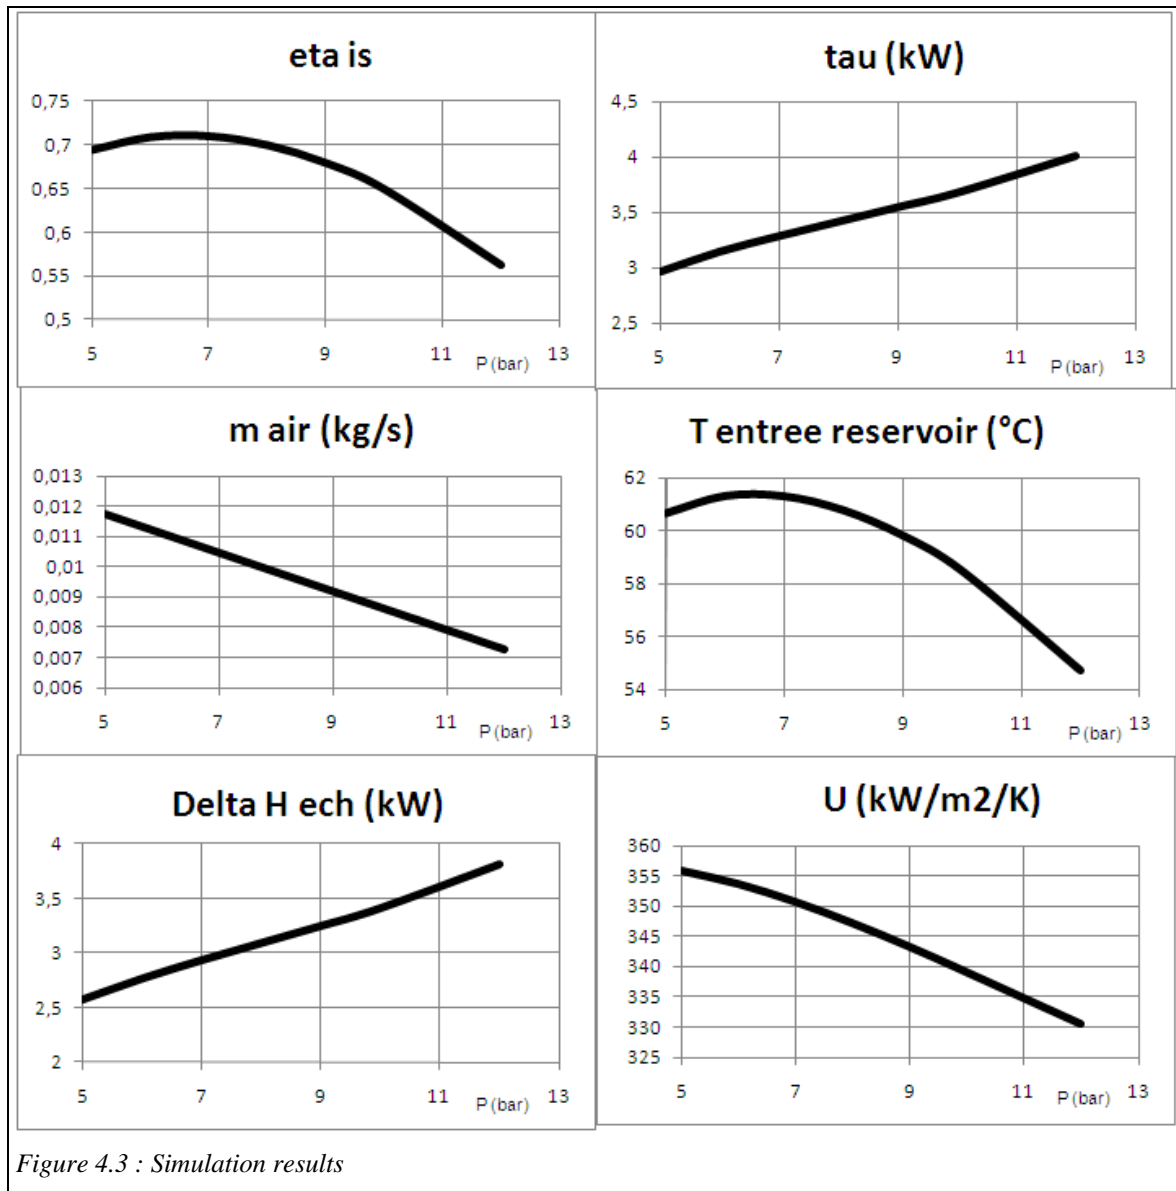 eta is
0,75
0,7
0,65
0,6
0,55
0,5
5 7 9 11 13
P (bar)
tau (kW)
4,5
4
3,5
3
2,5
5 7 9 11 13
P (bar)
m air (kg/s)
0,013
0,012
0,011
0,01
0,009
0,008
0,007
0,006
5 7 9 11 13
P (bar)
T entree reservoir (°C)
62
60
58
56
54
5 7 9 11 13
P (bar)
Delta H ech (kW)
4
3,5
3
2,5
2
5 7 9 11 13
P (bar)
U (kW/m2/K)
360
355
350
345
340
335
330
325
5 7 9 11 13
P (bar)
Figure 4.3 : Simulation results